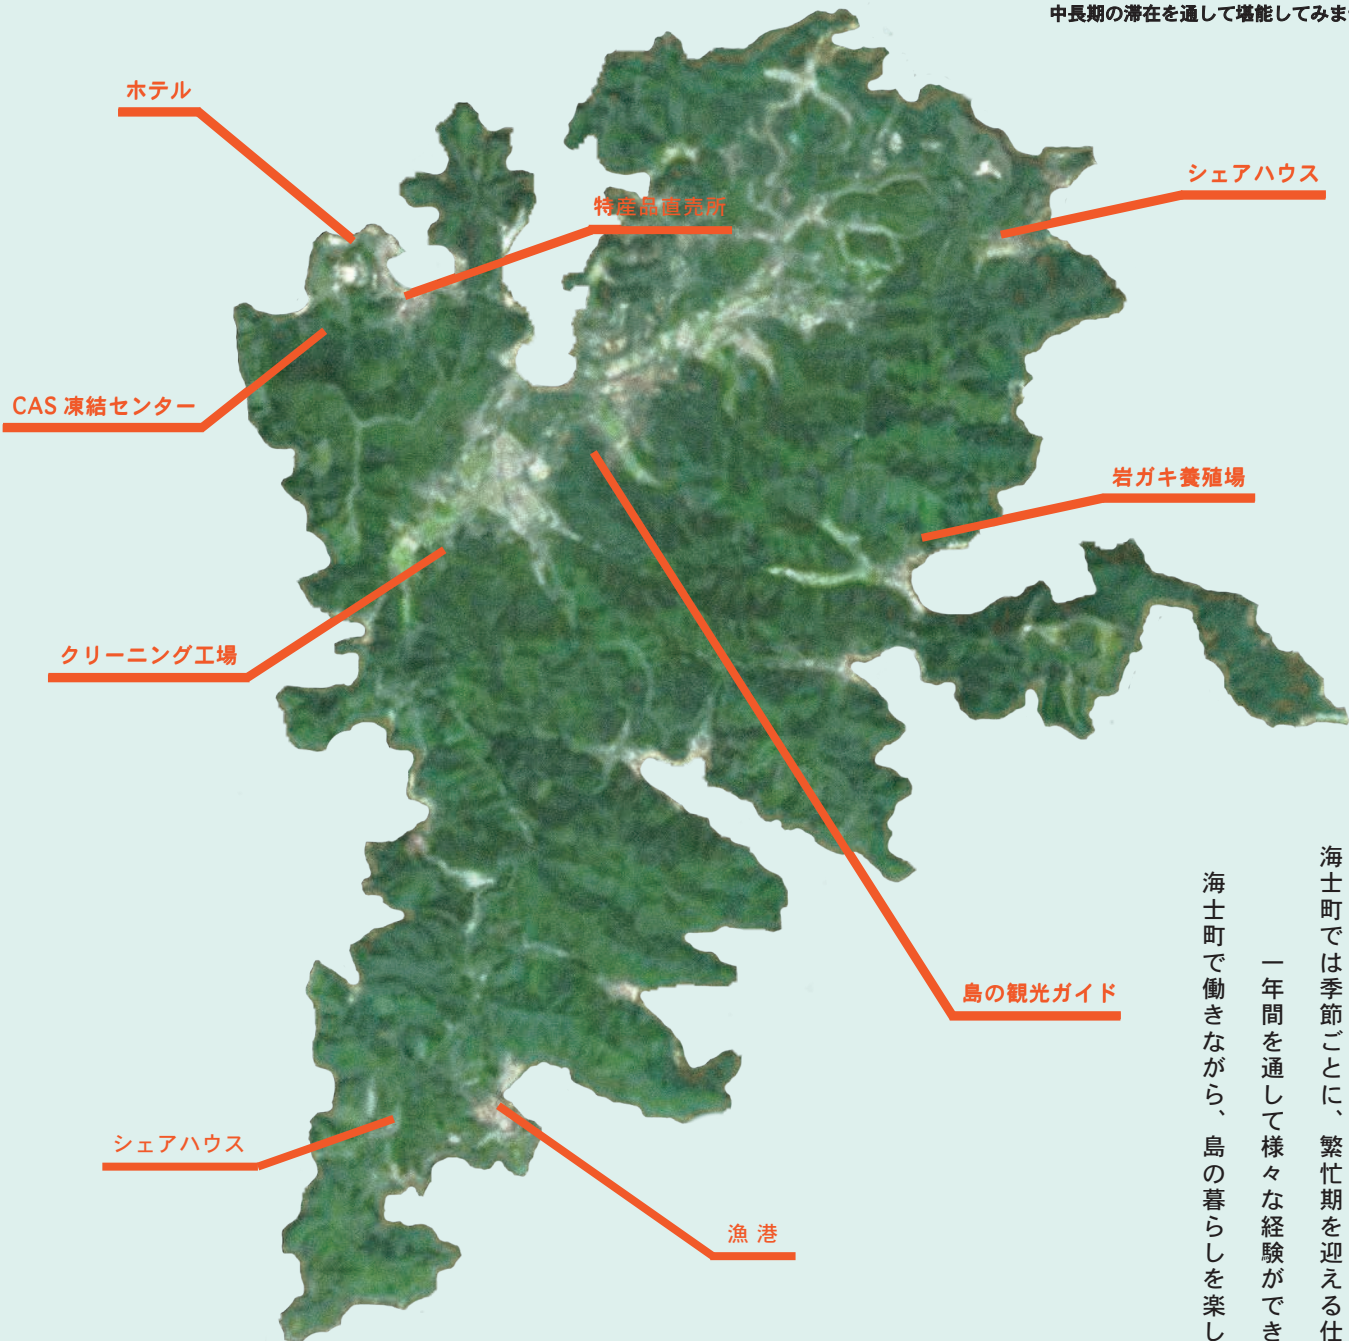 中長期の滞在を通して堪能してみま
ホテル
シェアハウス
特産品直売所
CAS 凍結センター
岩ガキ養殖場
クリーニング工場
島の観光ガイド
シェアハウス
漁 港
海士町では季節ごとに、繁忙期を迎える仕
一年間を通して様々な経験ができ
海士町で働きながら、島の暮らしを楽し